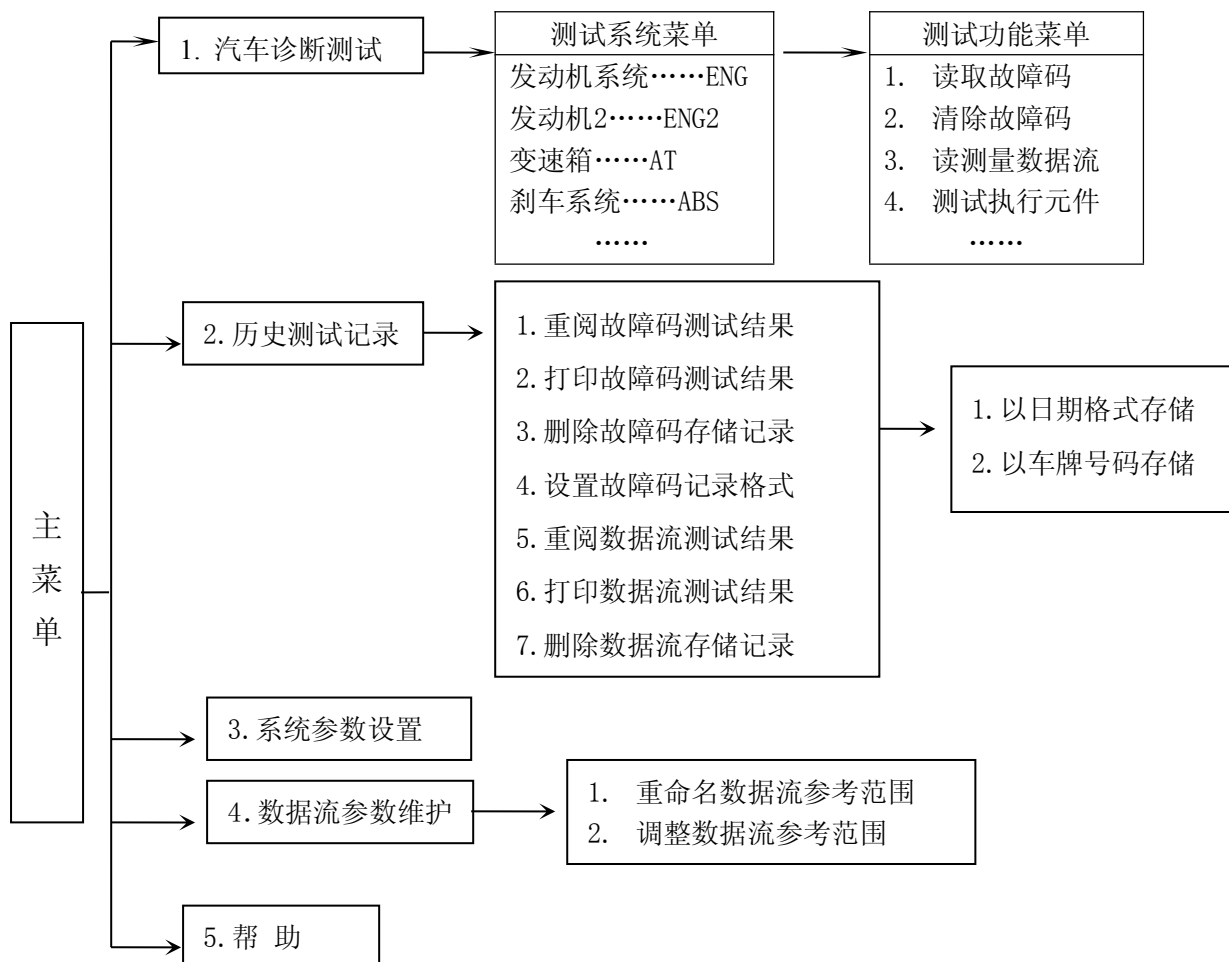 1. 汽车诊断测试
测试系统菜单
发动机系统……ENG
发动机2……ENG2
变速箱……AT
刹车系统……ABS
……
测试功能菜单
1. 读取故障码
2. 清除故障码
3. 读测量数据流
4. 测试执行元件
……
主菜单
2.历史测试记录
1.重阅故障码测试结果
2.打印故障码测试结果
3.删除故障码存储记录
4.设置故障码记录格式
5.重阅数据流测试结果
6.打印数据流测试结果
7.删除数据流存储记录
1.以日期格式存储
2.以车牌号码存储
3.系统参数设置
4.数据流参数维护
1. 重命名数据流参考范围
2. 调整数据流参考范围
5.帮 助